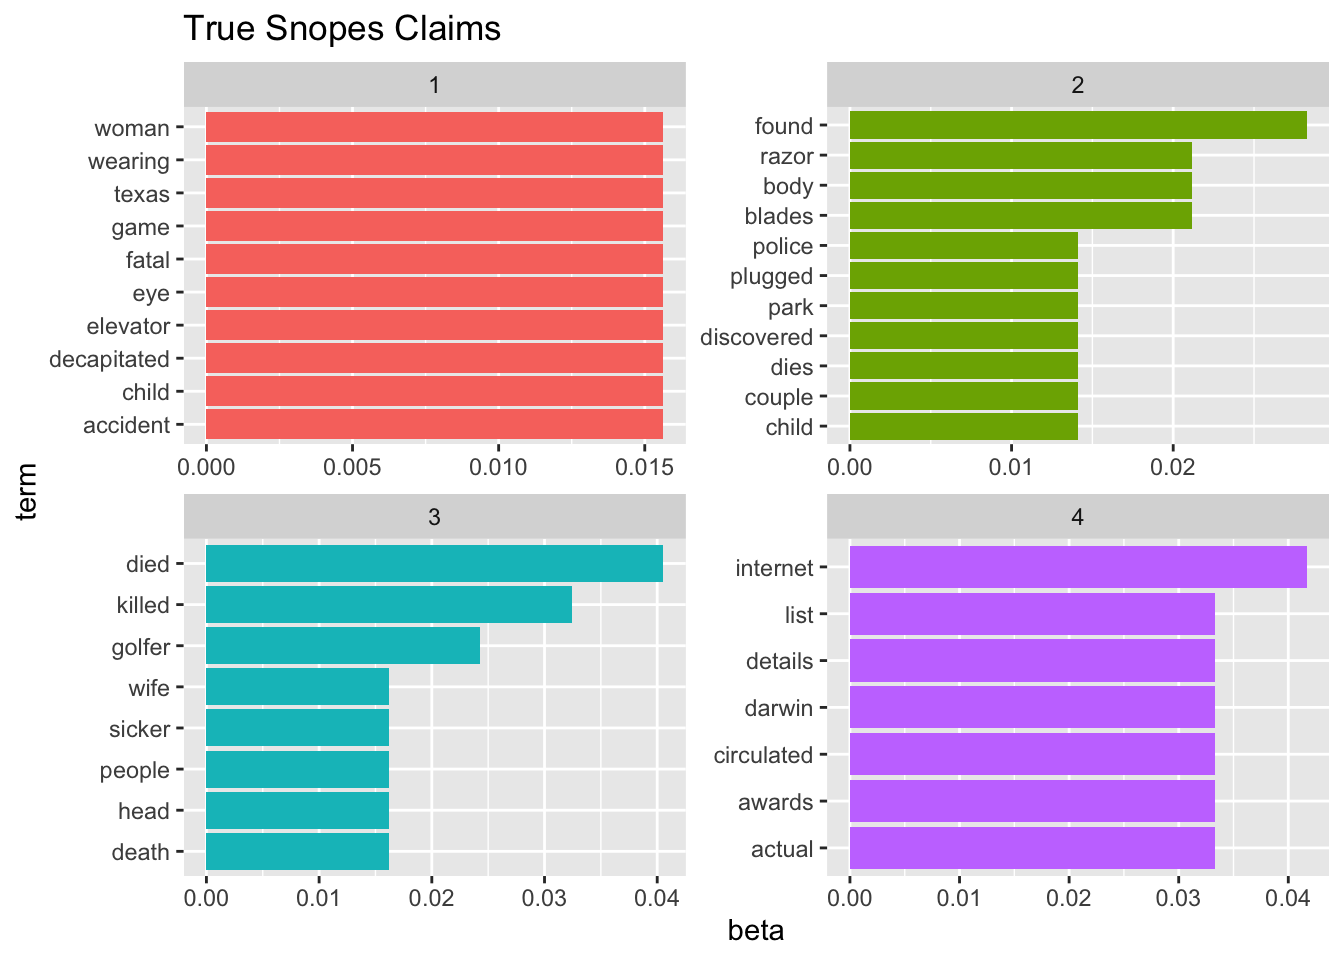 True Snopes Claims
1
woman
wearing
texas
game
fatal
eye
elevator
decapitated
child
accident
0.000 0.005 0.010 0.015
2
found
razor
body
blades
police
plugged
park
discovered
dies
couple
child
0.00 0.01 0.02
term
3
died
killed
golfer
wife
sicker
people
head
death
0.00 0.01 0.02 0.03 0.04
4
internet
list
details
darwin
circulated
awards
actual
0.00 0.01 0.02 0.03 0.04
beta